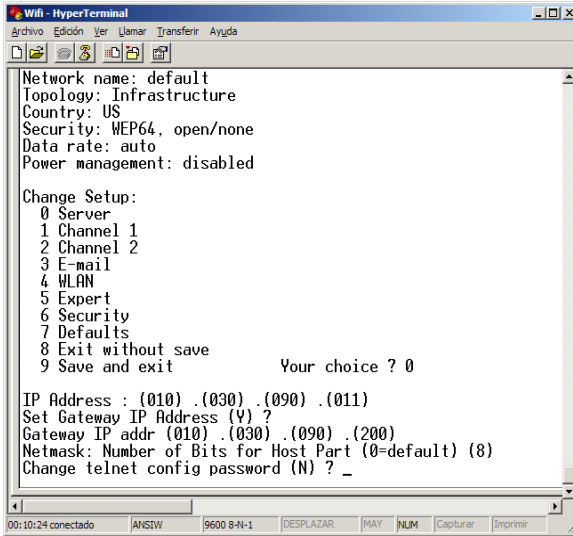 Wifi - HyperTerminal
Archivo Edición Ver Llamar Transferir Ayuda
Network name: default
Topology: Infrastructure
Country: US
Security: WEP64, open/none
Data rate: auto
Power management: disabled
Change Setup:
0 Server
1 Channel 1
2 Channel 2
3 E-mail
4 WLAN
5 Expert
6 Security
7 Defaults
8 Exit without save
9 Save and exit Your choice ? 0
IP Address : (010) .(030) .(090) .(011)
Set Gateway IP Address (Y) ?
Gateway IP addr (010) .(030) .(090) .(200)
Netmask: Number of Bits for Host Part (0=default) (8)
Change telnet config password (N) ? _
00:10:24 conectado ANSIW 9600 8-N-1 DESPLAZAR MAY NUM Capturar Imprimir